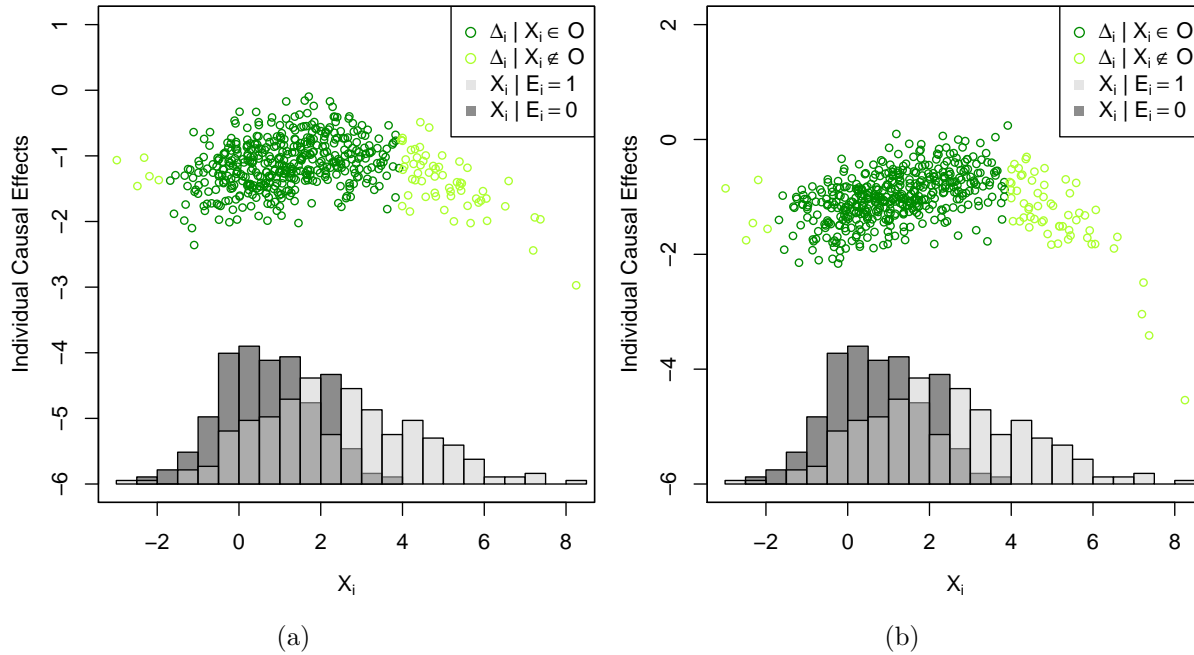 Individual Causal Effects
1
0
−1
−2
−3
−4
−5
−6
−2
0
2
4
6
8
Xᵢ
Δᵢ | Xᵢ ∈ O
Δᵢ | Xᵢ ∉ O
Xᵢ | Eᵢ = 1
Xᵢ | Eᵢ = 0
(a)
Individual Causal Effects
2
0
−2
−4
−6
−2
0
2
4
6
8
Xᵢ
Δᵢ | Xᵢ ∈ O
Δᵢ | Xᵢ ∉ O
Xᵢ | Eᵢ = 1
Xᵢ | Eᵢ = 0
(b)